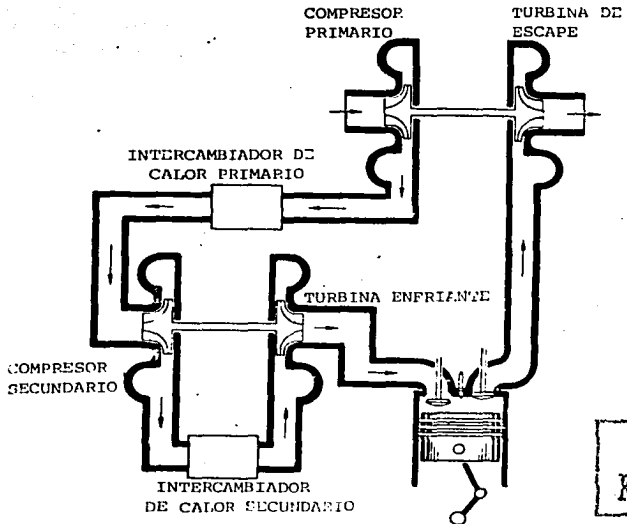 COMPRESOR
PRIMARIO
TURBINA DE
ESCAPE
INTERCAMBIADOR DE
CALOR PRIMARIO
TURBINA ENFRIANTE
COMPRESOR
SECUNDARIO
INTERCAMBIADOR
DE CALOR SECUNDARIO